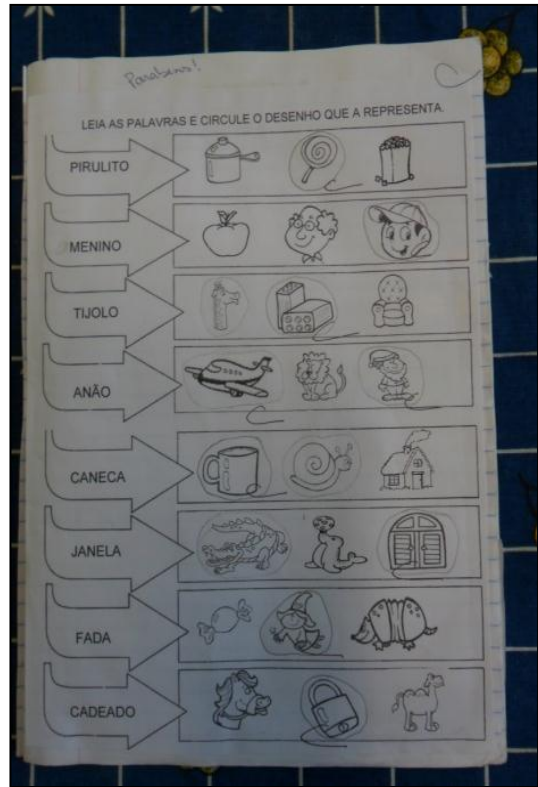 Parabéns!
LEIA AS PALAVRAS E CIRCULE O DESENHO QUE A REPRESENTA.
PIRULITO
MENINO
TIJOLO
ANÃO
CANECA
JANELA
FADA
CADEADO